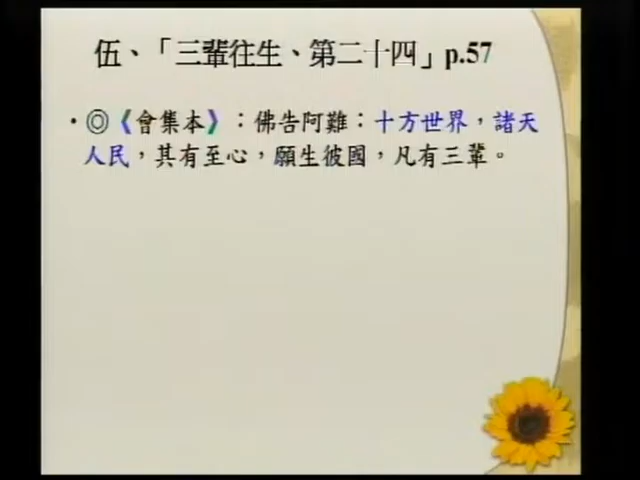 伍、「三輩往生、第二十四」p.57
•◎《會集本》：佛告阿難：十方世界，諸天
人民，其有至心，願生彼國，凡有三輩。